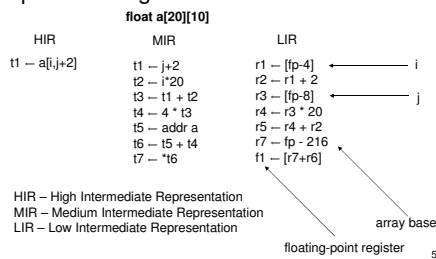 float a[20][10]
HIR MIR LIR
t1 ← a[i,j+2] t1 ← j+2 r1 ← [fp-4] i
t2 ← i*20 r2 ← r1 + 2
t3 ← t1 + t2 r3 ← [fp-8] j
t4 ← 4 * t3 r4 ← r3 * 20
t5 ← addr a r5 ← r4 + r2
t6 ← t5 + t4 r7 ← fp - 216
t7 ← *t6 f1 ← [r7+r6]
HIR – High Intermediate Representation
MIR – Medium Intermediate Representation
LIR – Low Intermediate Representation
array base
floating-point register
5